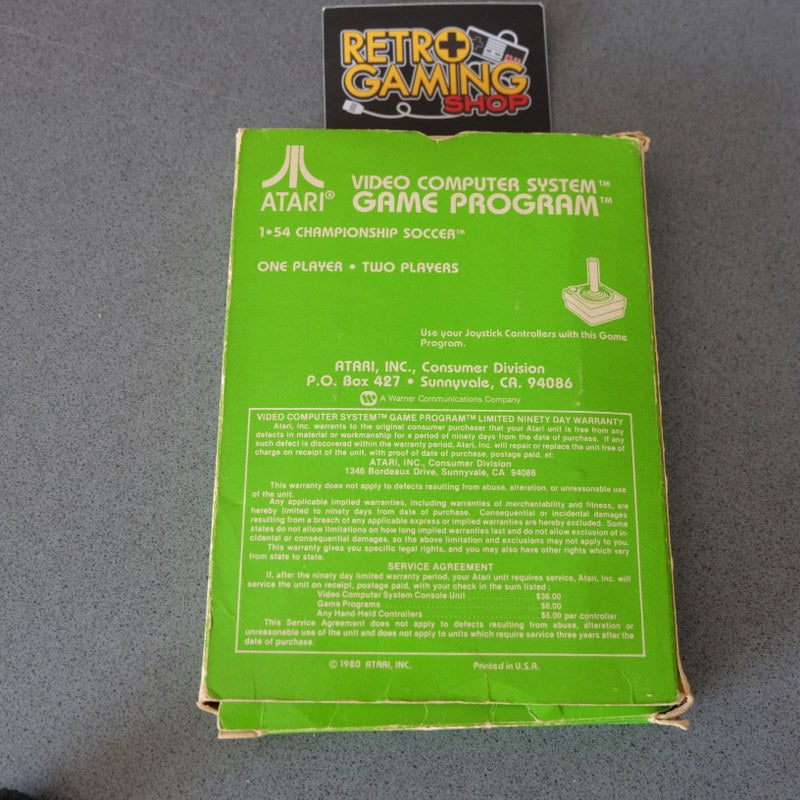 RETRO
GAMING
SHOP
ATARI®
VIDEO COMPUTER SYSTEM™
GAME PROGRAM™
1•54 CHAMPIONSHIP SOCCER™
ONE PLAYER • TWO PLAYERS
Use your Joystick Controllers with this Game
Program.
ATARI, INC., Consumer Division
P.O. Box 427 • Sunnyvale, CA. 94086
A Warner Communications Company
VIDEO COMPUTER SYSTEM™ GAME PROGRAM™ LIMITED NINETY DAY WARRANTY
Atari, Inc. warrants to the original consumer purchaser that your Atari unit is free from any
defects in material or workmanship for a period of ninety days from the date of purchase. If any
such defect is discovered within the warranty period, Atari, Inc. will repair or replace the unit free of
charge on receipt of the unit, with proof of date of purchase, postage paid, at:
ATARI, INC., Consumer Division
1346 Bordeaux Drive, Sunnyvale, CA 94086
This warranty does not apply to defects resulting from abuse, alteration, or unreasonable use
of the unit.
Any applicable implied warranties, including warranties of merchantability and fitness, are
hereby limited to ninety days from date of purchase. Consequential or incidental damages
resulting from a breach of any applicable express or implied warranties are hereby excluded. Some
states do not allow limitations on how long implied warranties last and do not allow exclusion of in-
cidental or consequential damages, so the above limitation and exclusions may not apply to you.
This warranty gives you specific legal rights, and you may also have other rights which vary
from state to state.
SERVICE AGREEMENT
If, after the ninety day limited warranty period, your Atari unit requires service, Atari, Inc. will
service the unit on receipt, postage paid, with your check in the sum listed :
Video Computer System Console Unit . . . . . . . . . . . . . . . . . . $36.00
Game Programs . . . . . . . . . . . . . . . . . . . . . . . . . . . . . . . . $6.00
Any Hand-Held Controllers . . . . . . . . . . . . . . . . . . . . . . . . $5.00 per controller
This Service Agreement does not apply to defects resulting from abuse, alteration or
unreasonable use of the unit and does not apply to units which require service three years after the
date of purchase.
© 1980 ATARI, INC. Printed in U.S.A.